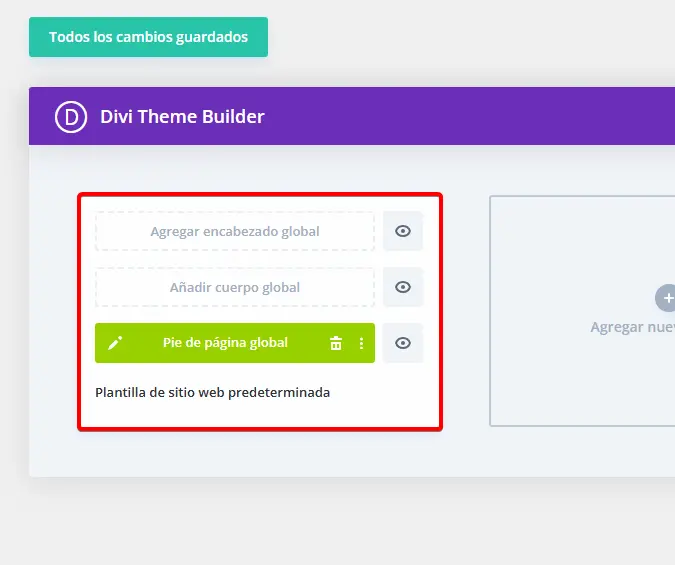 Todos los cambios guardados
D Divi Theme Builder
Agregar encabezado global
Añadir cuerpo global
Pie de página global
Plantilla de sitio web predeterminada
Agregar